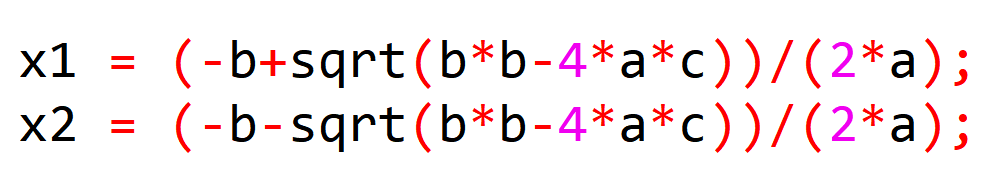 x1 = (-b+sqrt(b*b-4*a*c))/(2*a);
x2 = (-b-sqrt(b*b-4*a*c))/(2*a);